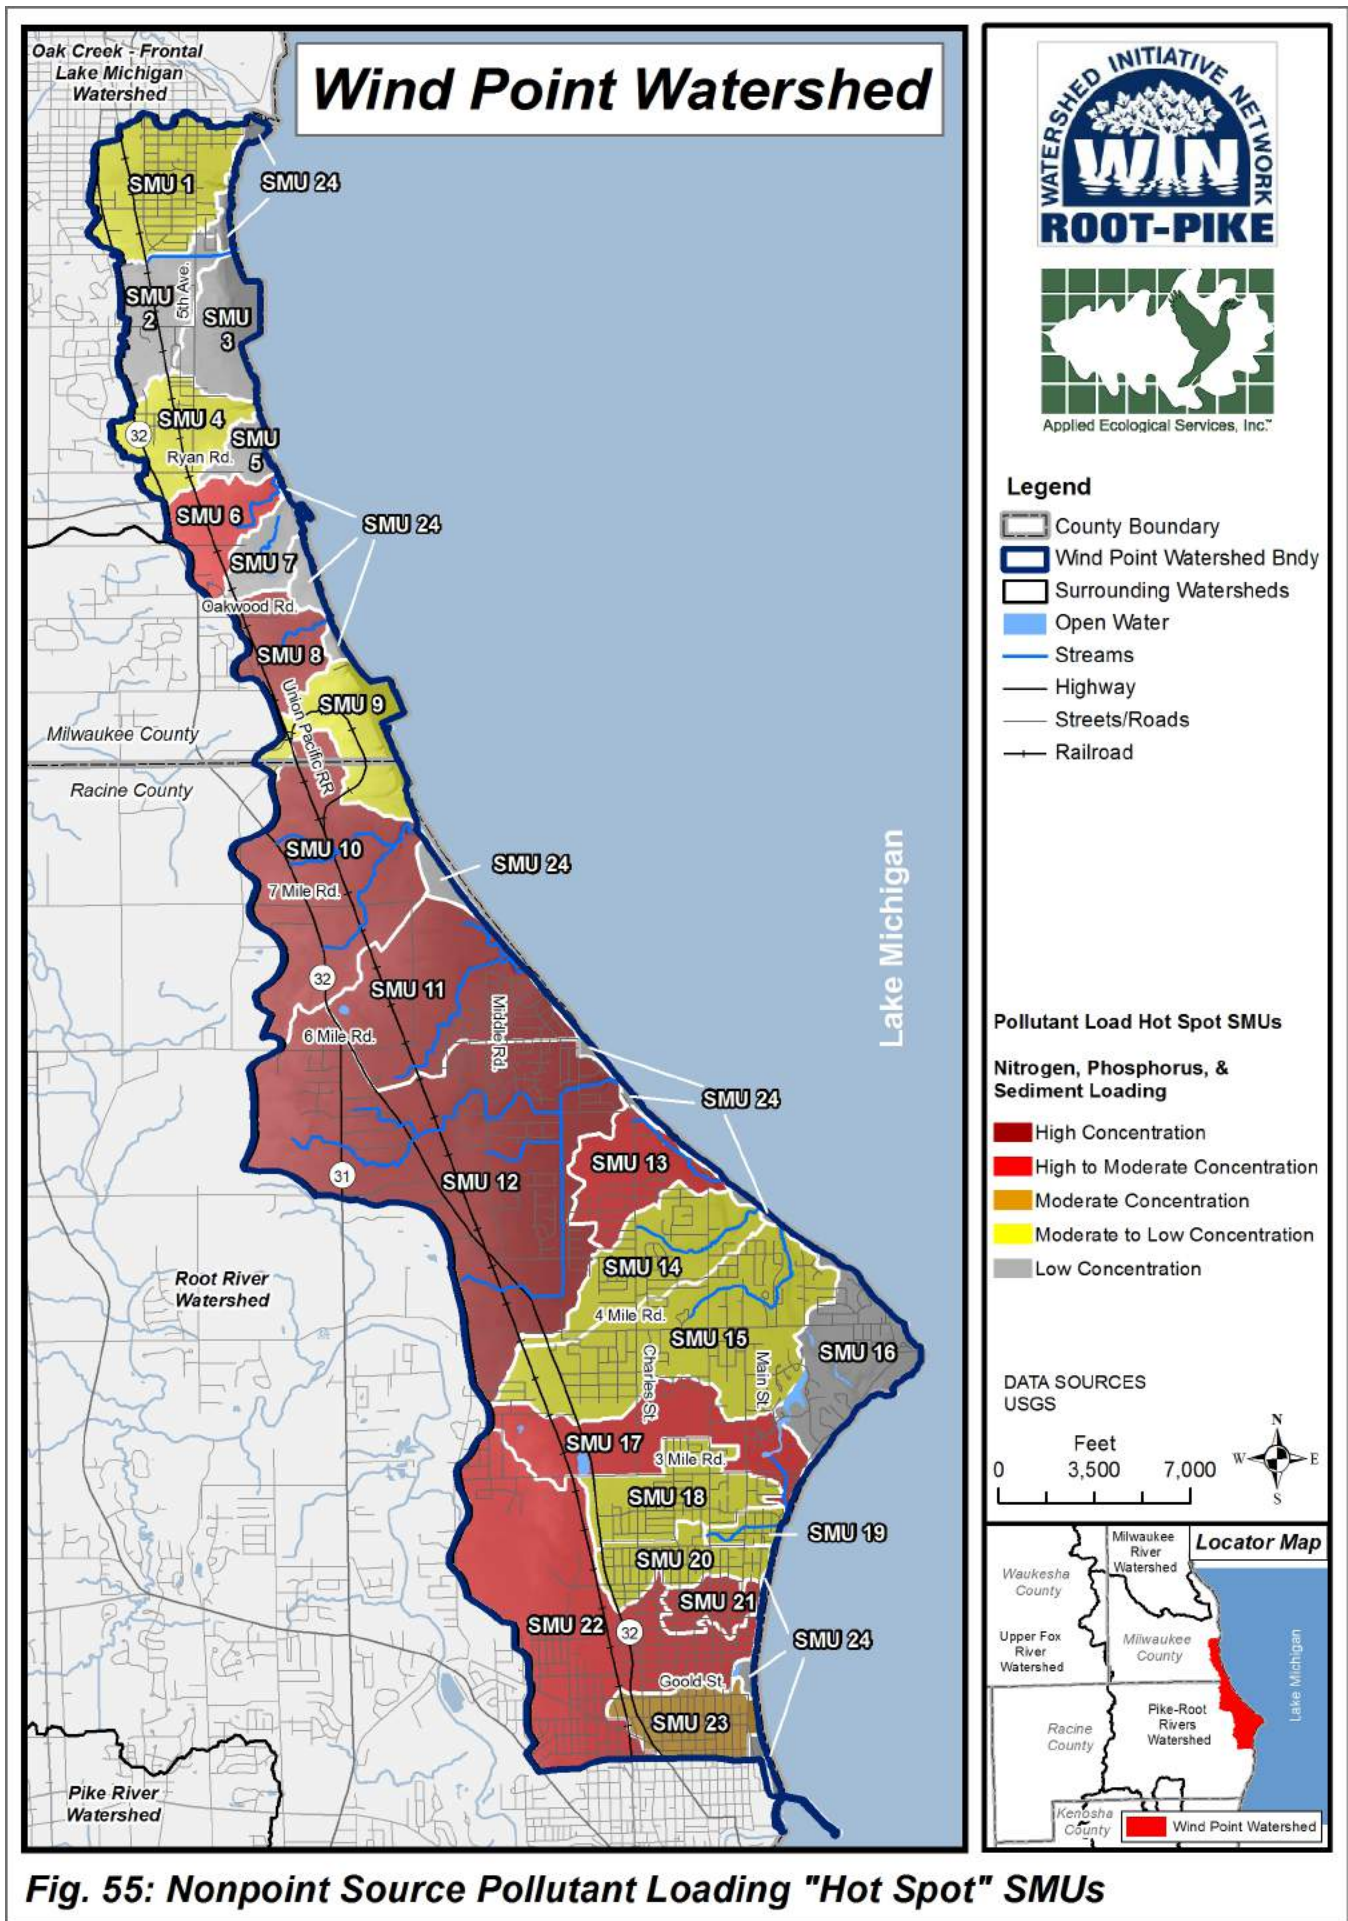 Wind Point Watershed
Oak Creek - Frontal
Lake Michigan
Watershed
SMU 1
SMU 24
5th Ave.
SMU
2
SMU
3
SMU 4
32
SMU
5
Ryan Rd.
SMU 6
SMU 24
SMU 7
Oakwood Rd.
SMU 8
SMU 9
Union Pacific RR
Milwaukee County
Racine County
SMU 10
SMU 24
7 Mile Rd.
Lake Michigan
32
SMU 11
Middle Rd.
6 Mile Rd.
SMU 24
SMU 13
31
SMU 12
SMU 14
Root River
Watershed
4 Mile Rd.
SMU 15
SMU 16
Charles St.
Main St.
SMU 17
3 Mile Rd.
SMU 18
SMU 19
SMU 20
SMU 21
SMU 22
32
SMU 24
Goold St.
SMU 23
Pike River
Watershed
WATERSHED INITIATIVE NETWORK
WIN
ROOT-PIKE
Applied Ecological Services, Inc.™
Legend
County Boundary
Wind Point Watershed Bndy
Surrounding Watersheds
Open Water
Streams
Highway
Streets/Roads
Railroad
Pollutant Load Hot Spot SMUs
Nitrogen, Phosphorus, &
Sediment Loading
High Concentration
High to Moderate Concentration
Moderate Concentration
Moderate to Low Concentration
Low Concentration
DATA SOURCES
USGS
Feet
0 3,500 7,000
N
W E
S
Locator Map
Milwaukee
River
Watershed
Waukesha
County
Upper Fox
River
Watershed
Milwaukee
County
Lake Michigan
Pike-Root
Rivers
Watershed
Racine
County
Kenosha
County
Wind Point Watershed
Fig. 55: Nonpoint Source Pollutant Loading "Hot Spot" SMUs